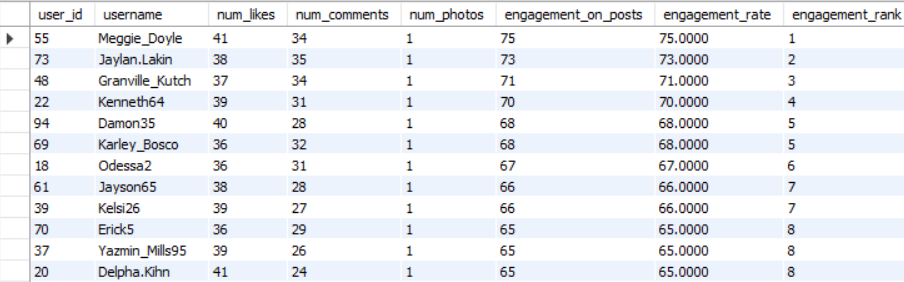 user_id username num_likes num_comments num_photos engagement_on_posts engagement_rate engagement_rank
55 Meggie_Doyle 41 34 1 75 75.0000 1
73 Jaylan.Lakin 38 35 1 73 73.0000 2
48 Granville_Kutch 37 34 1 71 71.0000 3
22 Kenneth64 39 31 1 70 70.0000 4
94 Damon35 40 28 1 68 68.0000 5
69 Karley_Bosco 36 32 1 68 68.0000 5
18 Odessa2 36 31 1 67 67.0000 6
61 Jayson65 38 28 1 66 66.0000 7
39 Kelsi26 39 27 1 66 66.0000 7
70 Erick5 36 29 1 65 65.0000 8
37 Yazmin_Mills95 39 26 1 65 65.0000 8
20 Delpha.Kihn 41 24 1 65 65.0000 8